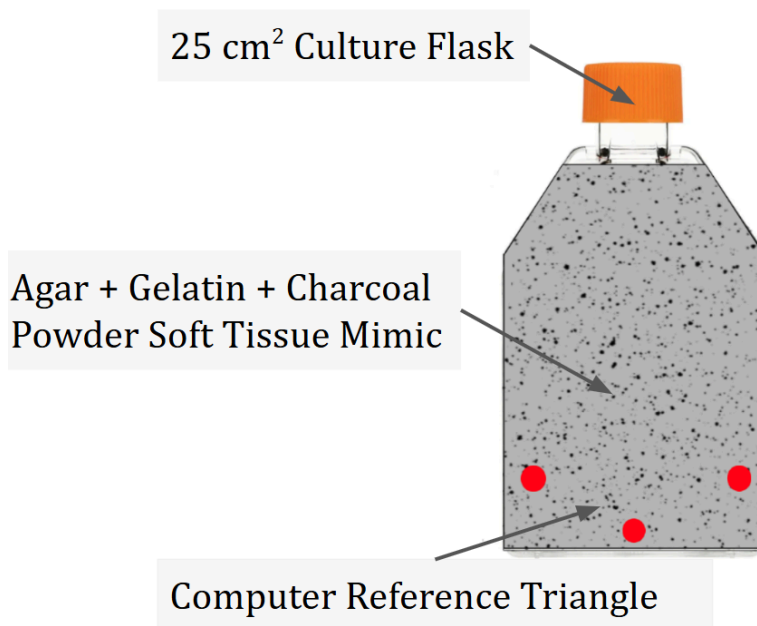 25 cm² Culture Flask
Agar + Gelatin + Charcoal
Powder Soft Tissue Mimic
Computer Reference Triangle